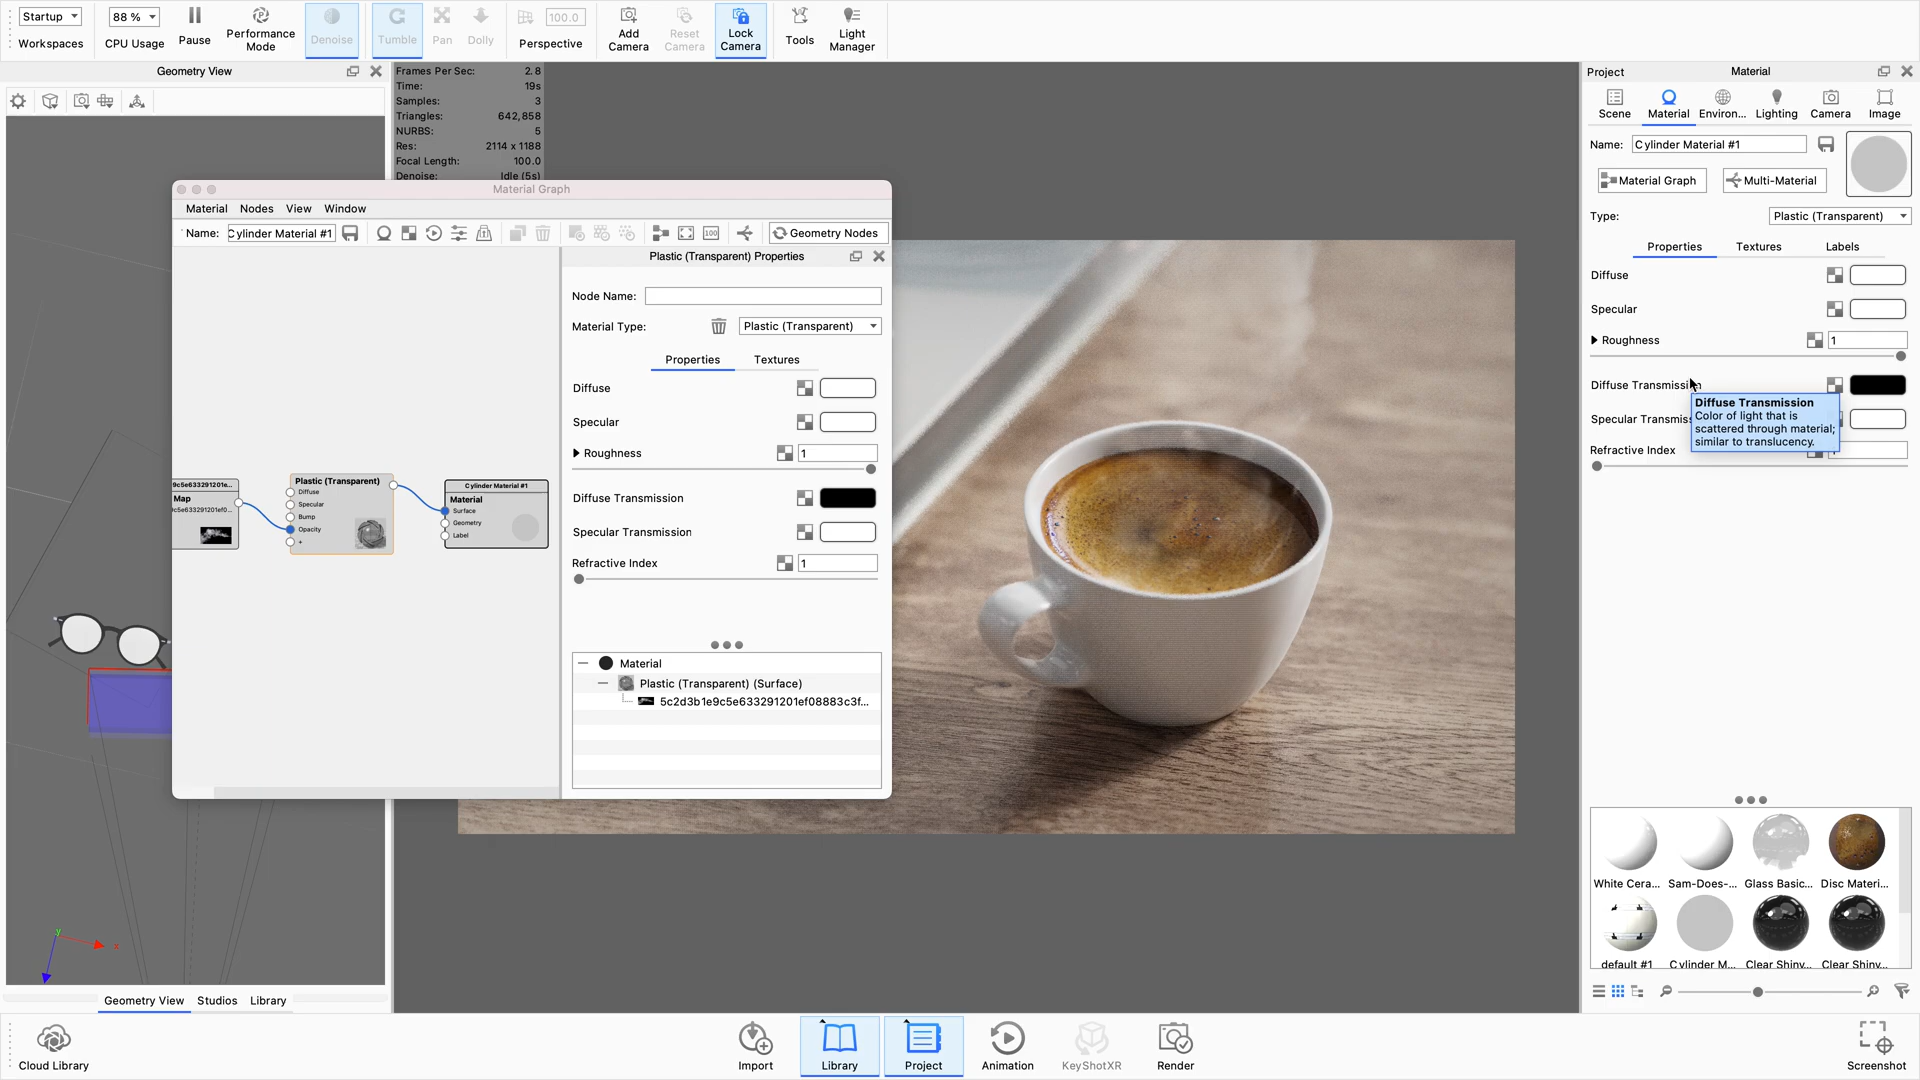 Startup
Workspaces
88 %
CPU Usage
Pause
Performance
Mode
Denoise
Tumble
Pan
Dolly
100.0
Perspective
Add
Camera
Reset
Camera
Lock
Camera
Tools
Light
Manager
Geometry View
Frames Per Sec: 2.8
Time: 19s
Samples: 3
Triangles: 642,858
NURBS: 5
Res: 2114 x 1188
Focal Length: 100.0
Denoise: Idle (5s)
Material Graph
Material Nodes View Window
Name: Cylinder Material #1
100
Geometry Nodes
Plastic (Transparent) Properties
Node Name:
Material Type: Plastic (Transparent)
Properties Textures
Diffuse
Specular
Roughness 1
Diffuse Transmission
Specular Transmission
Refractive Index 1
9c5e633291201e...
Map
Plastic (Transparent)
Diffuse
Specular
Bump
Opacity
+
Cylinder Material #1
Material
Surface
Geometry
Label
Material
Plastic (Transparent) (Surface)
5c2d3b1e9c5e633291201ef08883c3f...
y
x
Geometry View Studios Library
Project
Material
Scene
Material
Environ...
Lighting
Camera
Image
Name: Cylinder Material #1
Material Graph
Multi-Material
Type: Plastic (Transparent)
Properties Textures Labels
Diffuse
Specular
Roughness 1
Diffuse Transmission
Diffuse Transmission
Color of light that is
scattered through material;
similar to translucency.
Specular Transmiss
Refractive Index
White Cera...
Sam-Does-...
Glass Basic...
Disc Materi...
default #1
Cylinder M...
Clear Shiny...
Clear Shiny...
Cloud Library
Import
Library
Project
Animation
KeyShotXR
Render
Screenshot